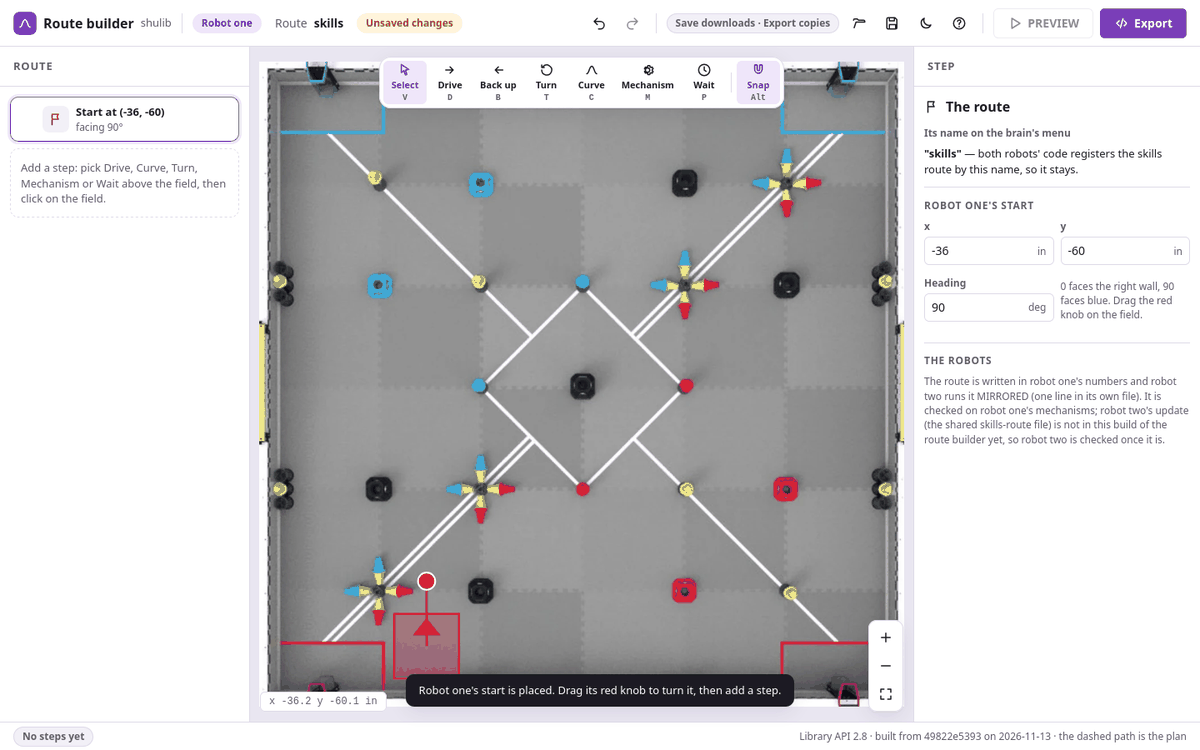 Route builder shulib Robot one Route skills Unsaved changes Save downloads · Export copies PREVIEW Export
ROUTE
Start at (-36, -60)
facing 90°
Add a step: pick Drive, Curve, Turn,
Mechanism or Wait above the field, then
click on the field.
Select Drive Back up Turn Curve Mechanism Wait Snap
V D B T C M P Alt
x -36.2 y -60.1 in
Robot one's start is placed. Drag its red knob to turn it, then add a step.
STEP
The route
Its name on the brain's menu
"skills" — both robots' code registers the skills
route by this name, so it stays.
ROBOT ONE'S START
x y
-36 in -60 in
Heading
90 deg
0 faces the right wall, 90
faces blue. Drag the red
knob on the field.
THE ROBOTS
The route is written in robot one's numbers and robot
two runs it MIRRORED (one line in its own file). It is
checked on robot one's mechanisms; robot two's update
(the shared skills-route file) is not in this build of the
route builder yet, so robot two is checked once it is.
No steps yet
Library API 2.8 · built from 49822e5393 on 2026-11-13 · the dashed path is the plan